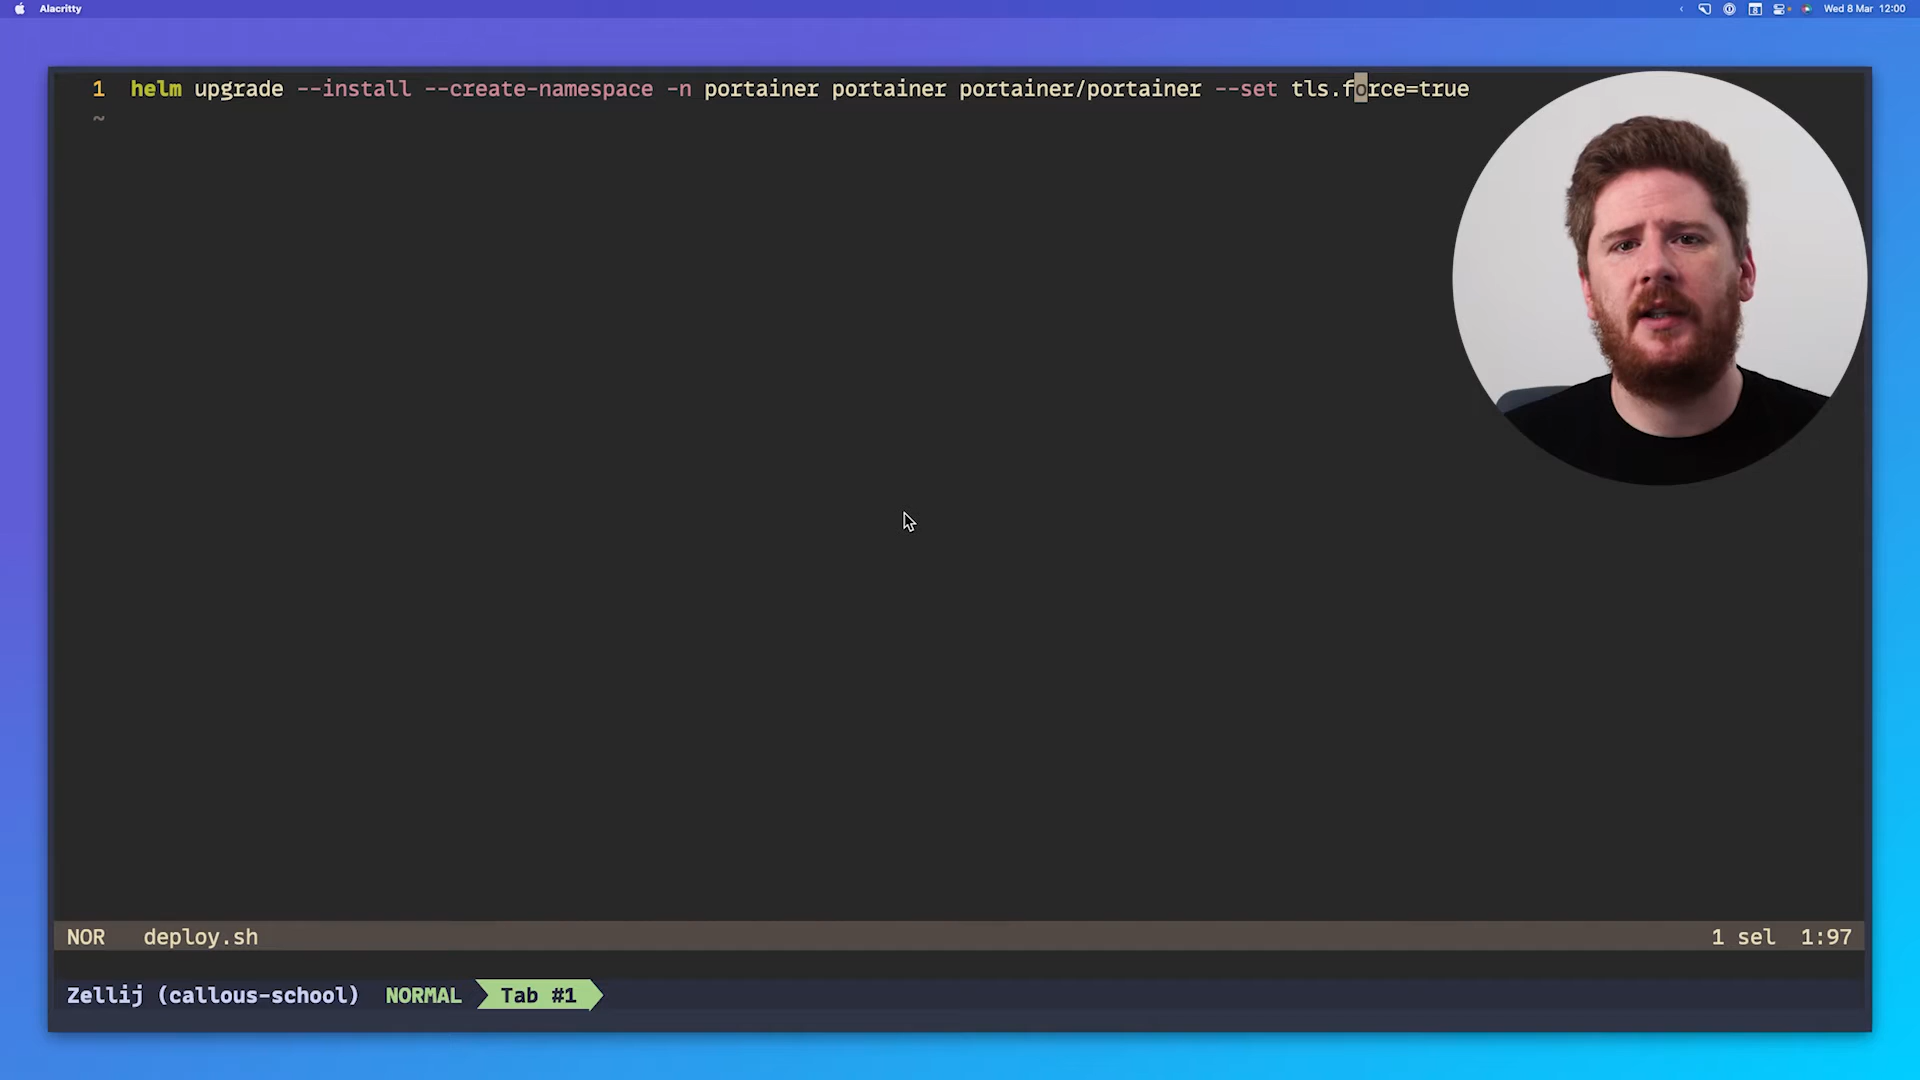 Alacritty
Wed 8 Mar 12:00
1 helm upgrade --install --create-namespace -n portainer portainer portainer/portainer --set tls.force=true
~
NOR deploy.sh 1 sel 1:97
Zellij (callous-school) NORMAL Tab #1